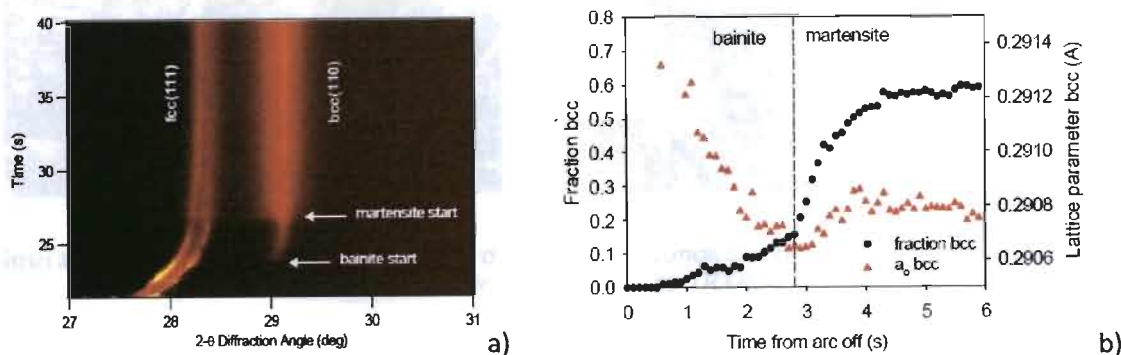 40
35
30
25
Time (s)
fcc(111)
bcc(110)
martensite start
bainite start
27 28 29 30 31
2-θ Diffraction Angle (deg)
a)
0.8
0.7
0.6
0.5
0.4
0.3
0.2
0.1
0.0
Fraction bcc
bainite martensite
fraction bcc
a₀ bcc
0.2914
0.2912
0.2910
0.2908
0.2906
Lattice parameter bcc (A)
0 1 2 3 4 5 6
Time from arc off (s)
b)